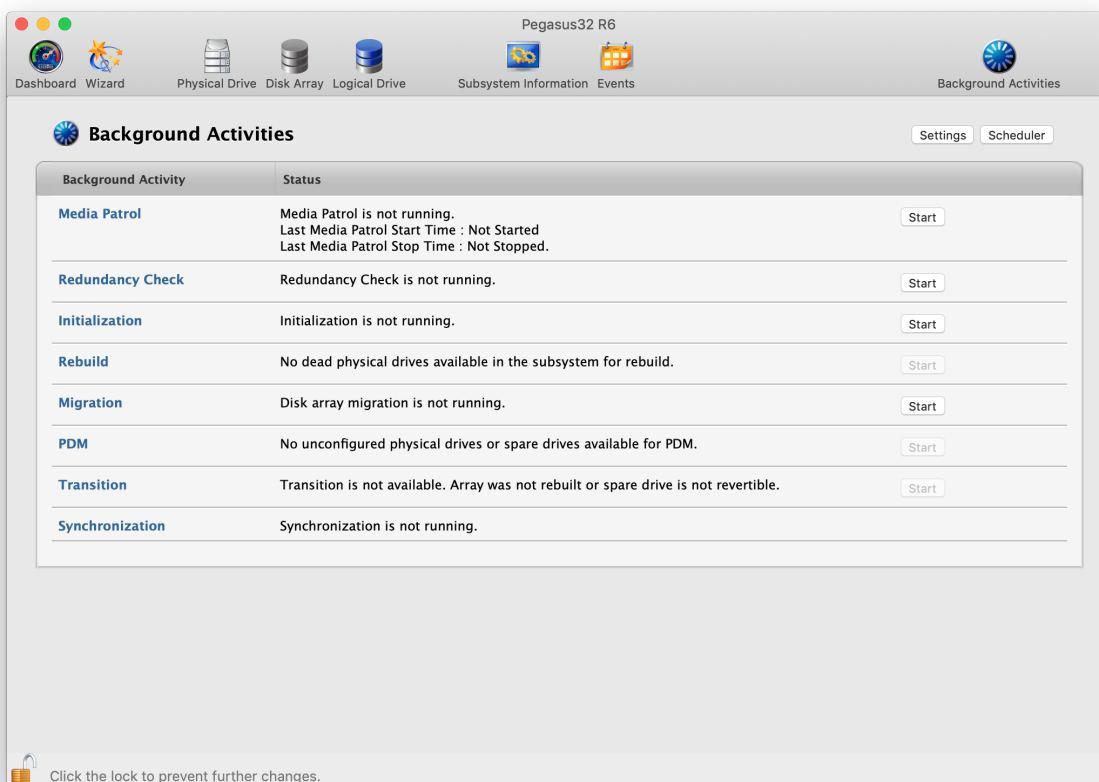 Pegasus32 R6
Dashboard Wizard Physical Drive Disk Array Logical Drive Subsystem Information Events Background Activities
Background Activities Settings Scheduler
Background Activity Status
Media Patrol Media Patrol is not running. Start
Last Media Patrol Start Time : Not Started
Last Media Patrol Stop Time : Not Stopped.
Redundancy Check Redundancy Check is not running. Start
Initialization Initialization is not running. Start
Rebuild No dead physical drives available in the subsystem for rebuild. Start
Migration Disk array migration is not running. Start
PDM No unconfigured physical drives or spare drives available for PDM. Start
Transition Transition is not available. Array was not rebuilt or spare drive is not revertible. Start
Synchronization Synchronization is not running.
Click the lock to prevent further changes.